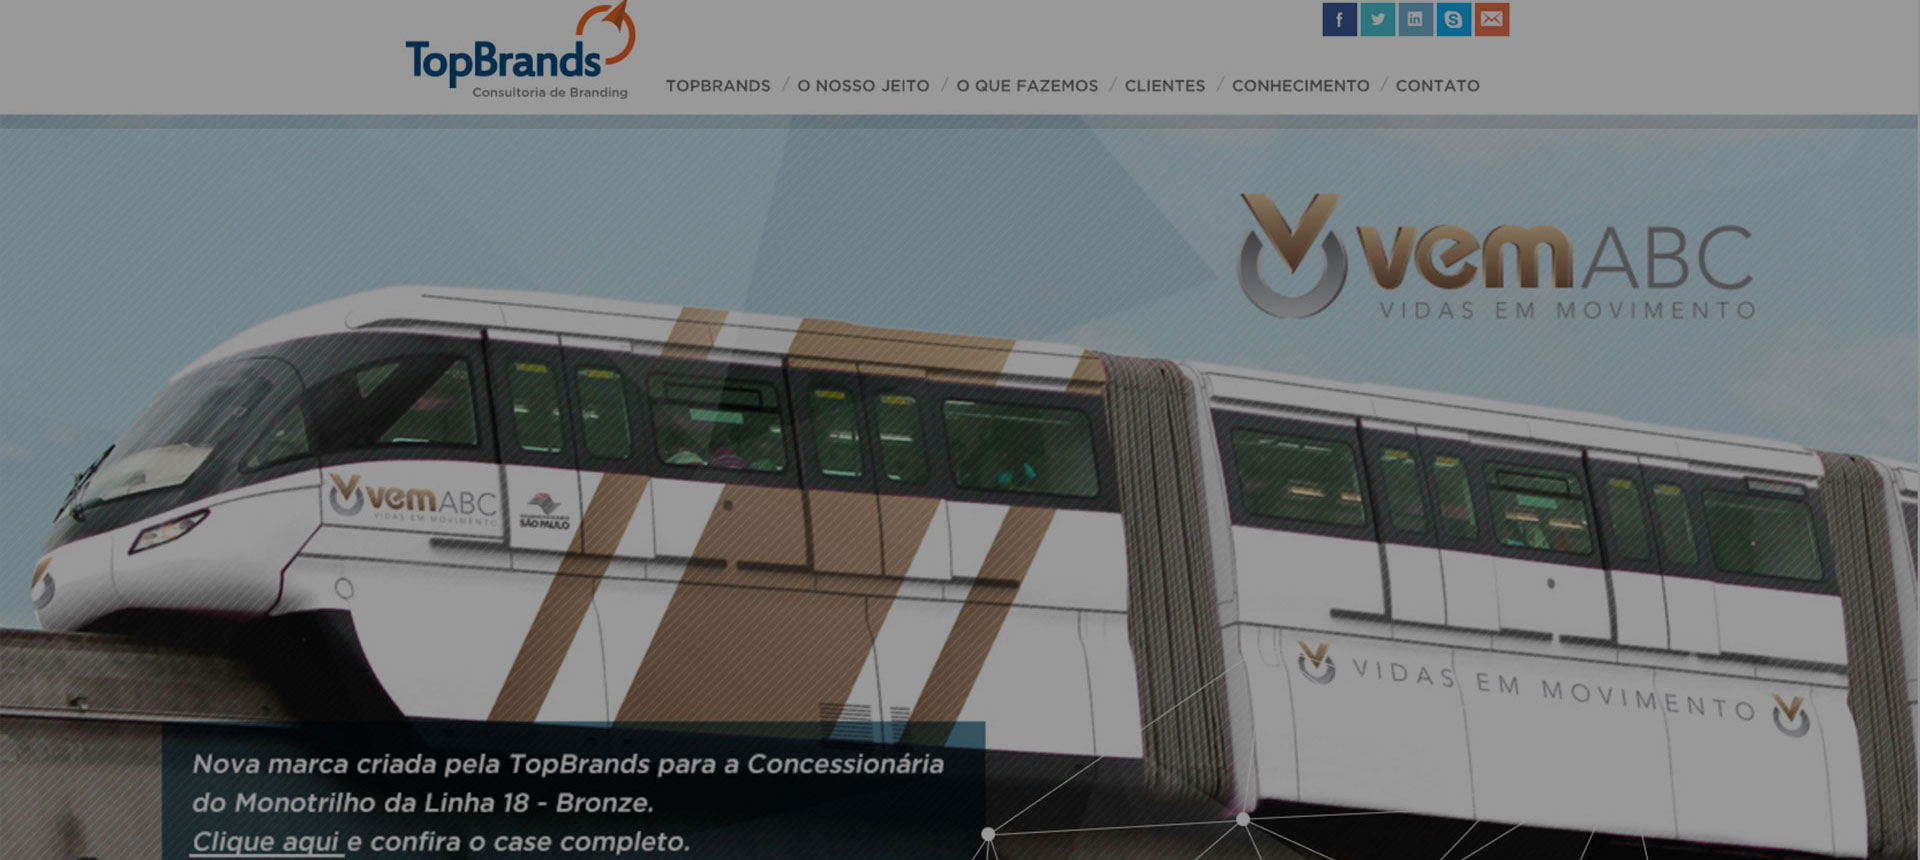 TopBrands
Consultoria de Branding
TOPBRANDS / O NOSSO JEITO / O QUE FAZEMOS / CLIENTES / CONHECIMENTO / CONTATO
vemABC
VIDAS EM MOVIMENTO
vemABC
VIDAS EM MOVIMENTO
SÃO PAULO
VIDAS EM MOVIMENTO
Nova marca criada pela TopBrands para a Concessionária
do Monotrilho da Linha 18 - Bronze.
Clique aqui e confira o case completo.